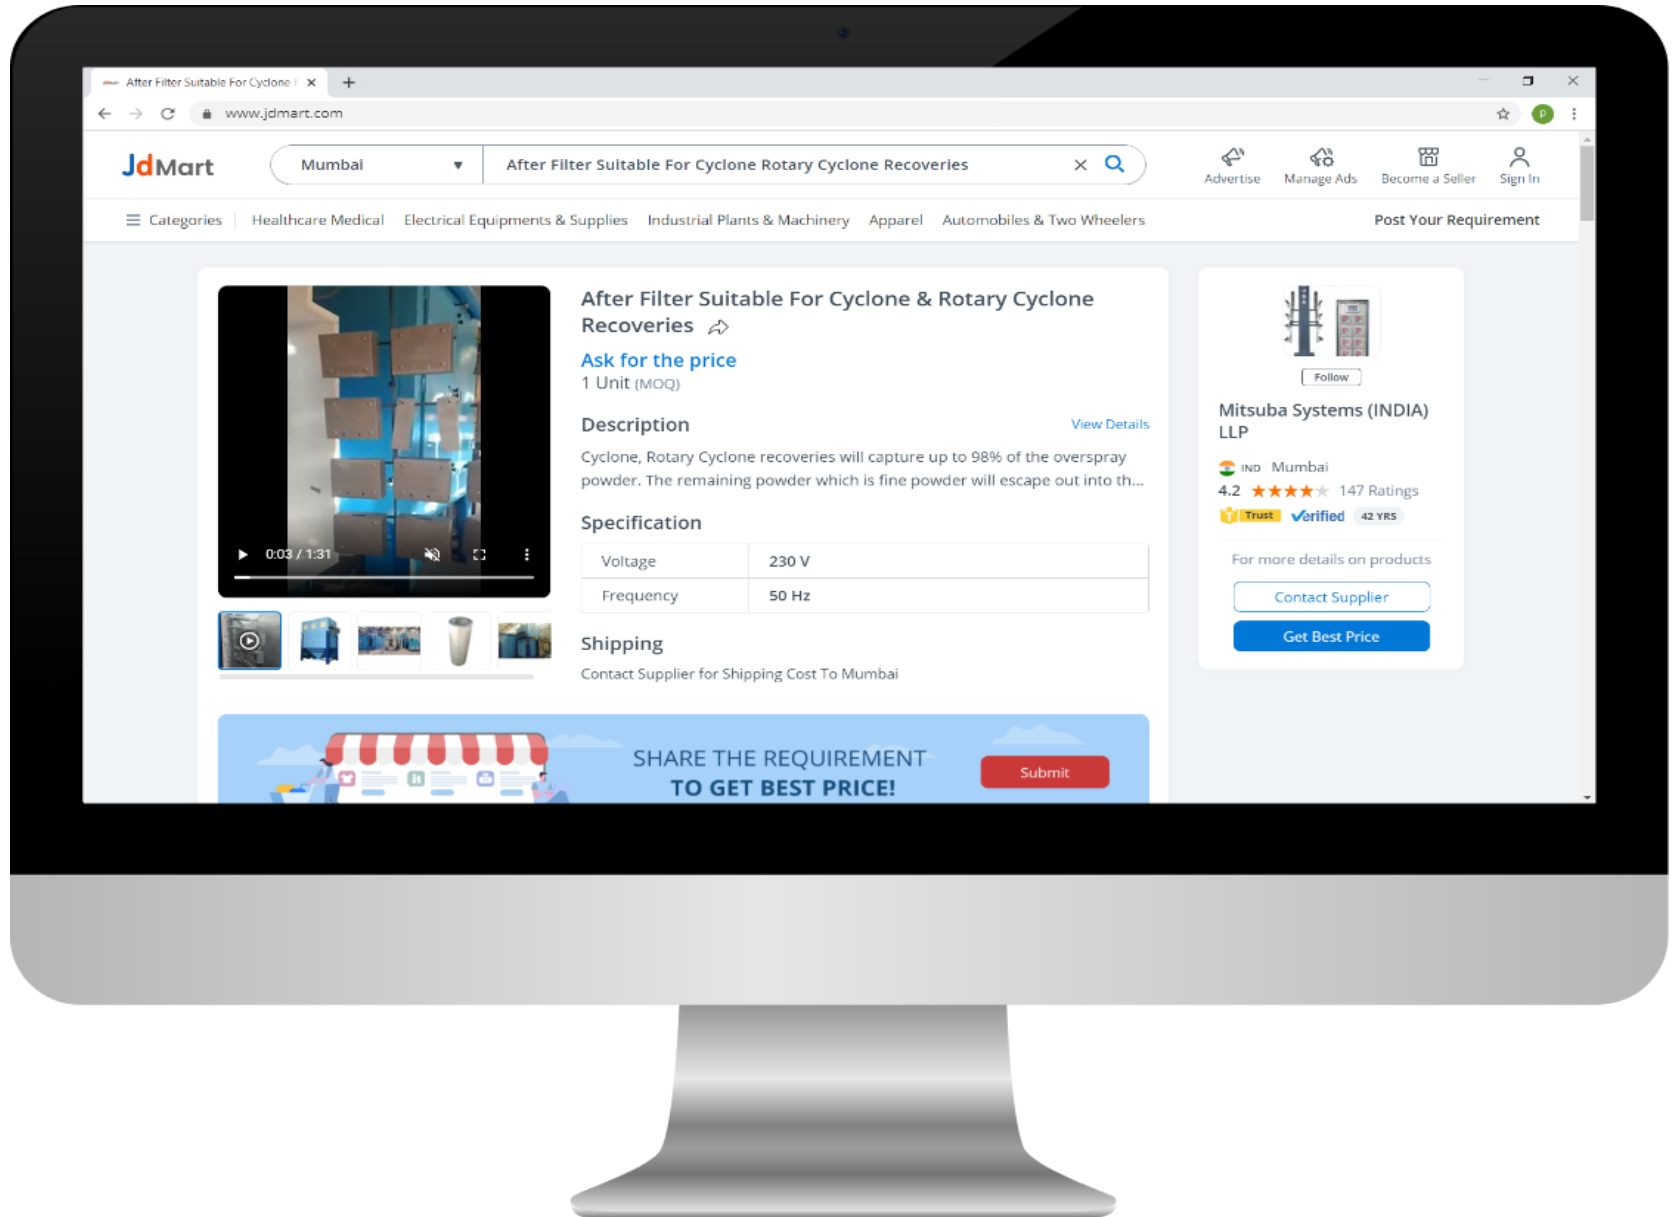 After Filter Suitable For Cyclone
www.jdmart.com
P
JdMart
Mumbai
After Filter Suitable For Cyclone Rotary Cyclone Recoveries
Advertise
Manage Ads
Become a Seller
Sign In
Categories
Healthcare Medical
Electrical Equipments & Supplies
Industrial Plants & Machinery
Apparel
Automobiles & Two Wheelers
Post Your Requirement
0:03 / 1:31
After Filter Suitable For Cyclone & Rotary Cyclone
Recoveries
Ask for the price
1 Unit (MOQ)
Description
View Details
Cyclone, Rotary Cyclone recoveries will capture up to 98% of the overspray
powder. The remaining powder which is fine powder will escape out into th...
Specification
Voltage 230 V
Frequency 50 Hz
Shipping
Contact Supplier for Shipping Cost To Mumbai
SHARE THE REQUIREMENT
TO GET BEST PRICE!
Submit
Follow
Mitsuba Systems (INDIA)
LLP
IND Mumbai
4.2 147 Ratings
Trust Verified 42 YRS
For more details on products
Contact Supplier
Get Best Price